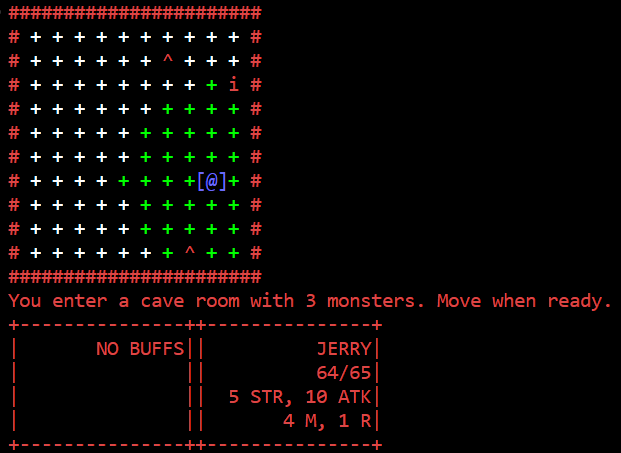 #######################
# + + + + + + + + + + #
# + + + + + + ^ + + + #
# + + + + + + + + + i #
# + + + + + + + + + + #
# + + + + + + + + + + #
# + + + + + + + + + + #
# + + + + + + + +[@]+ #
# + + + + + + + + + + #
# + + + + + + + + + + #
# + + + + + + + ^ + + #
#######################
You enter a cave room with 3 monsters. Move when ready.
+---------------++---------------+
|       NO BUFFS||          JERRY|
|               ||          64/65|
|               ||  5 STR, 10 ATK|
|               ||       4 M, 1 R|
+---------------++---------------+